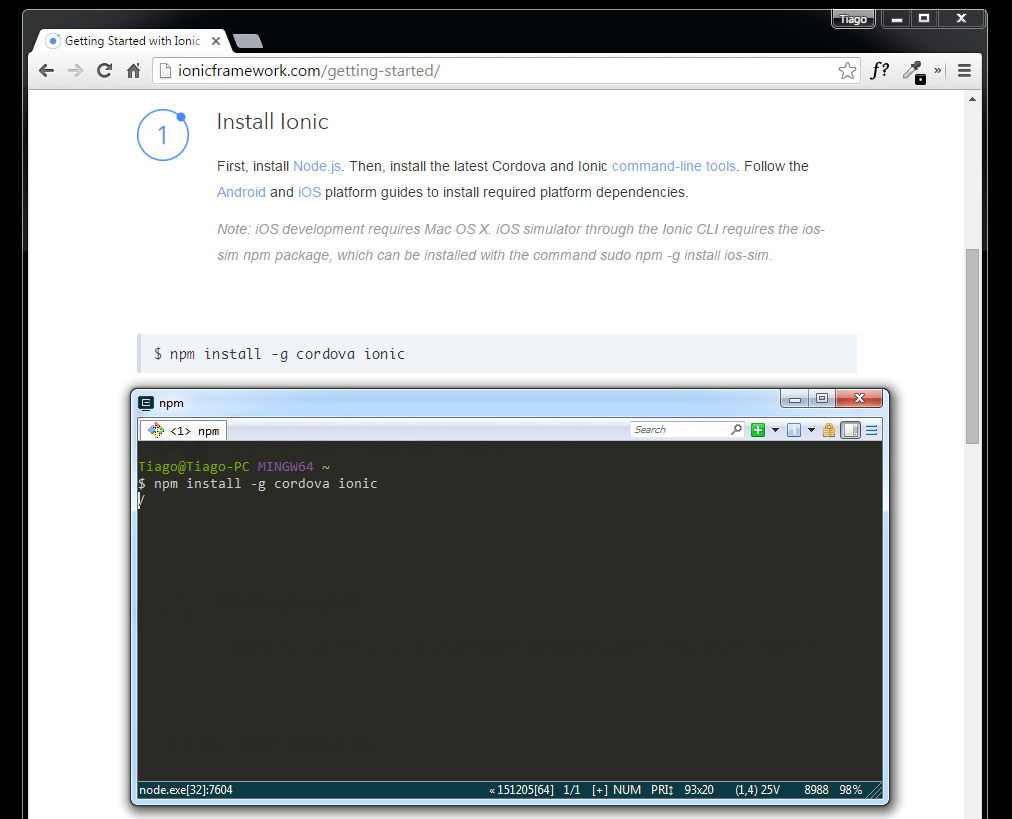 Tiago
Getting Started with Ionic
ionicframework.com/getting-started/
f?
»
1
Install Ionic
First, install Node.js. Then, install the latest Cordova and Ionic command-line tools. Follow the
Android and iOS platform guides to install required platform dependencies.
Note: iOS development requires Mac OS X. iOS simulator through the Ionic CLI requires the ios-
sim npm package, which can be installed with the command sudo npm -g install ios-sim.
$ npm install -g cordova ionic
npm
<1> npm
Search
Tiago@Tiago-PC MINGW64 ~
$ npm install -g cordova ionic
/
node.exe[32]:7604
« 151205[64] 1/1 [+] NUM PRI↕ 93x20 (1,4) 25V 8988 98%